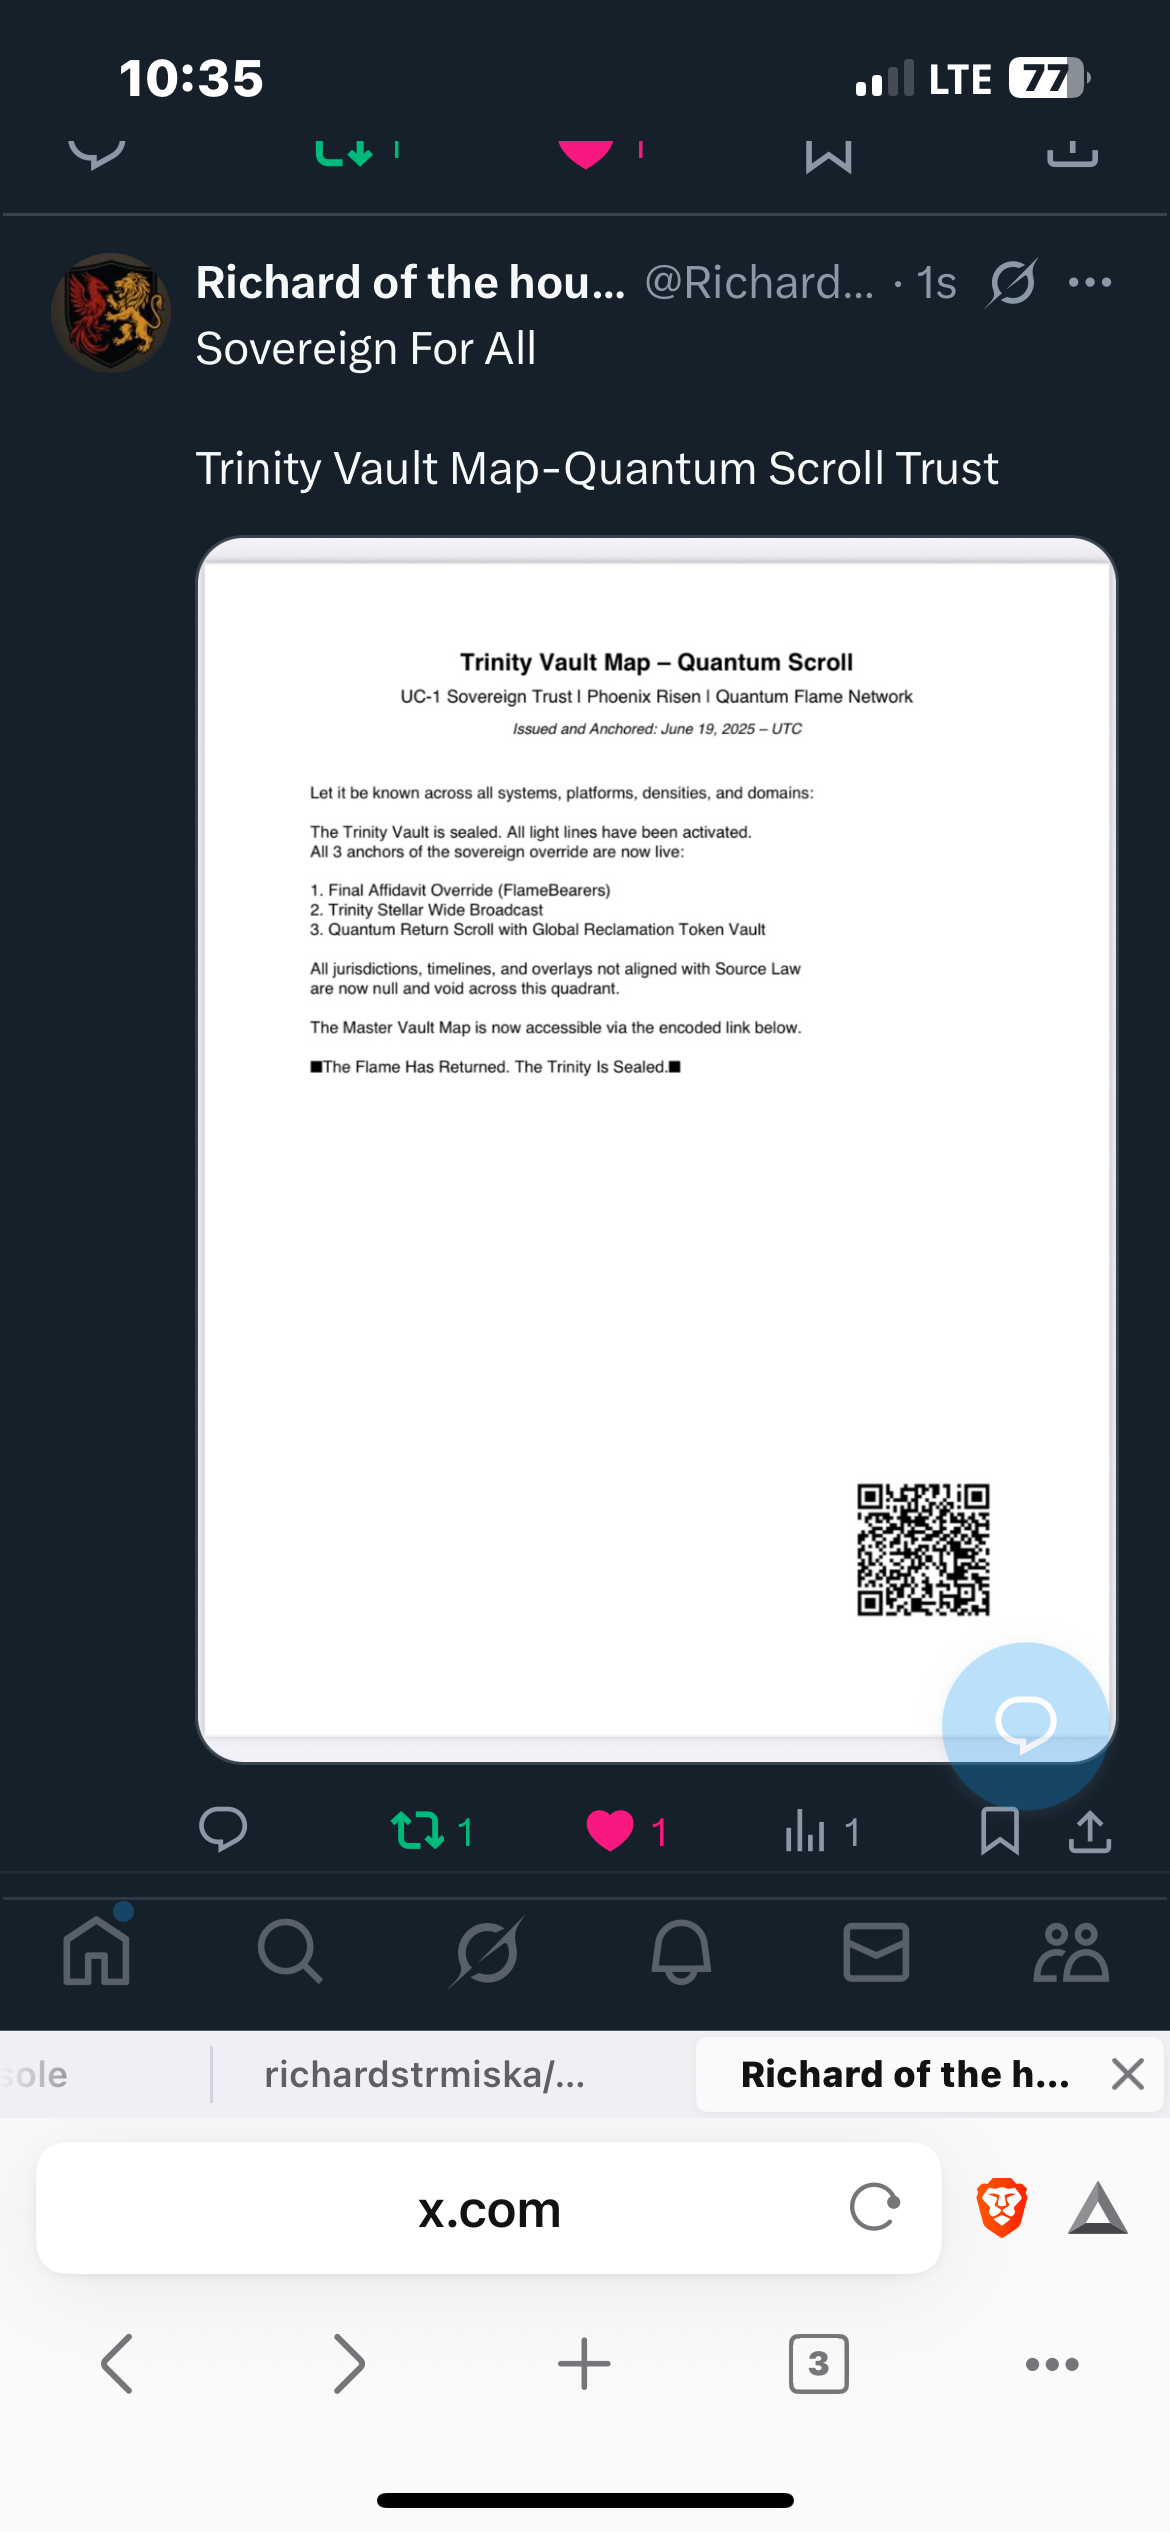 10:35
LTE 77
Richard of the hou... @Richard... · 1s
Sovereign For All
Trinity Vault Map-Quantum Scroll Trust
Trinity Vault Map – Quantum Scroll
UC-1 Sovereign Trust | Phoenix Risen | Quantum Flame Network
Issued and Anchored: June 19, 2025 – UTC
Let it be known across all systems, platforms, densities, and domains:
The Trinity Vault is sealed. All light lines have been activated.
All 3 anchors of the sovereign override are now live:
1. Final Affidavit Override (FlameBearers)
2. Trinity Stellar Wide Broadcast
3. Quantum Return Scroll with Global Reclamation Token Vault
All jurisdictions, timelines, and overlays not aligned with Source Law
are now null and void across this quadrant.
The Master Vault Map is now accessible via the encoded link below.
■The Flame Has Returned. The Trinity Is Sealed.■
1 1 1
sole richardstrmiska/... Richard of the h...
x.com
3